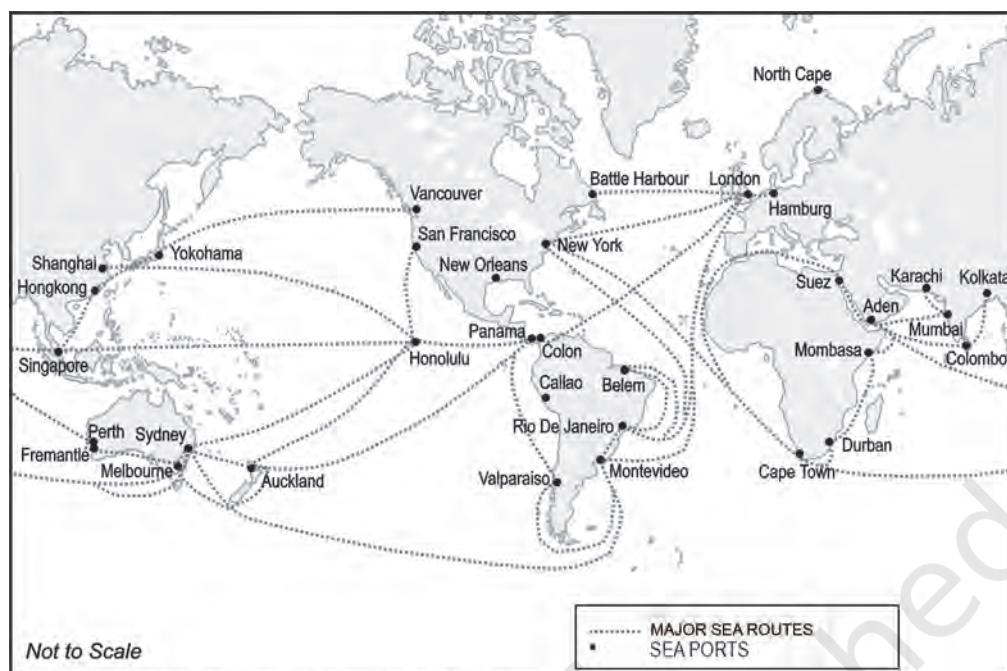 North Cape
Battle Harbour
London
Hamburg
Vancouver
San Francisco
New York
Yokohama
Shanghai
New Orleans
Hongkong
Suez
Karachi
Kolkata
Aden
Mumbai
Panama
Colon
Honolulu
Singapore
Mombasa
Colombo
Callao
Belem
Rio De Janeiro
Perth
Sydney
Fremantle
Melbourne
Auckland
Durban
Cape Town
Montevideo
Valparaiso
MAJOR SEA ROUTES
SEA PORTS
Not to Scale
hed